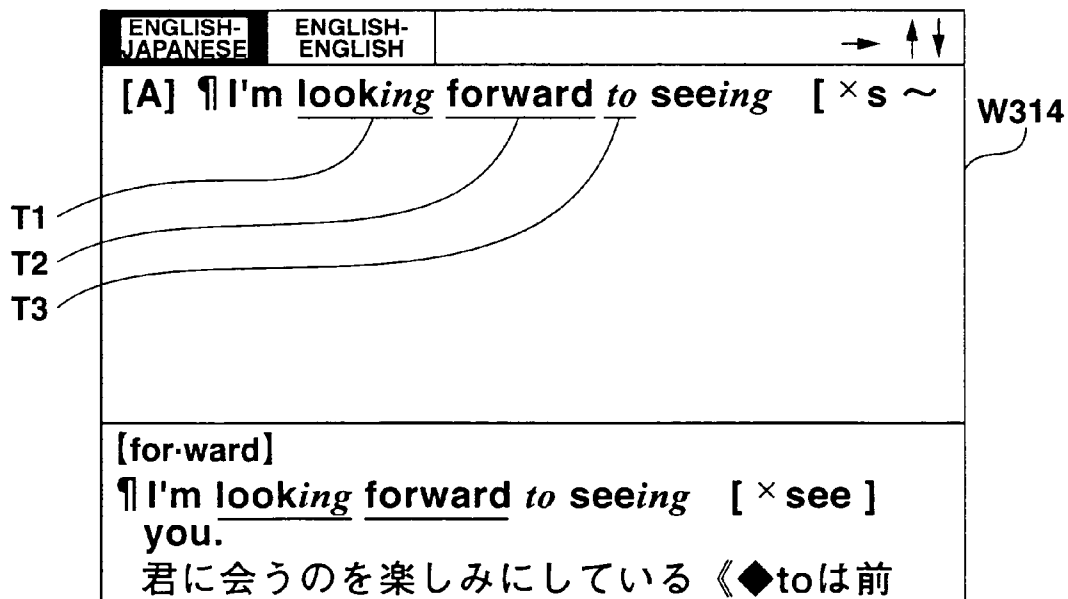 ENGLISH-JAPANESE
ENGLISH-ENGLISH
→ ↑↓
[A] ¶ I'm looking forward to seeing [ ×s ～
W314
T1
T2
T3
【for·ward】
¶ I'm looking forward to seeing [ ×see ]
you.
君に会うのを楽しみにしている《◆toは前